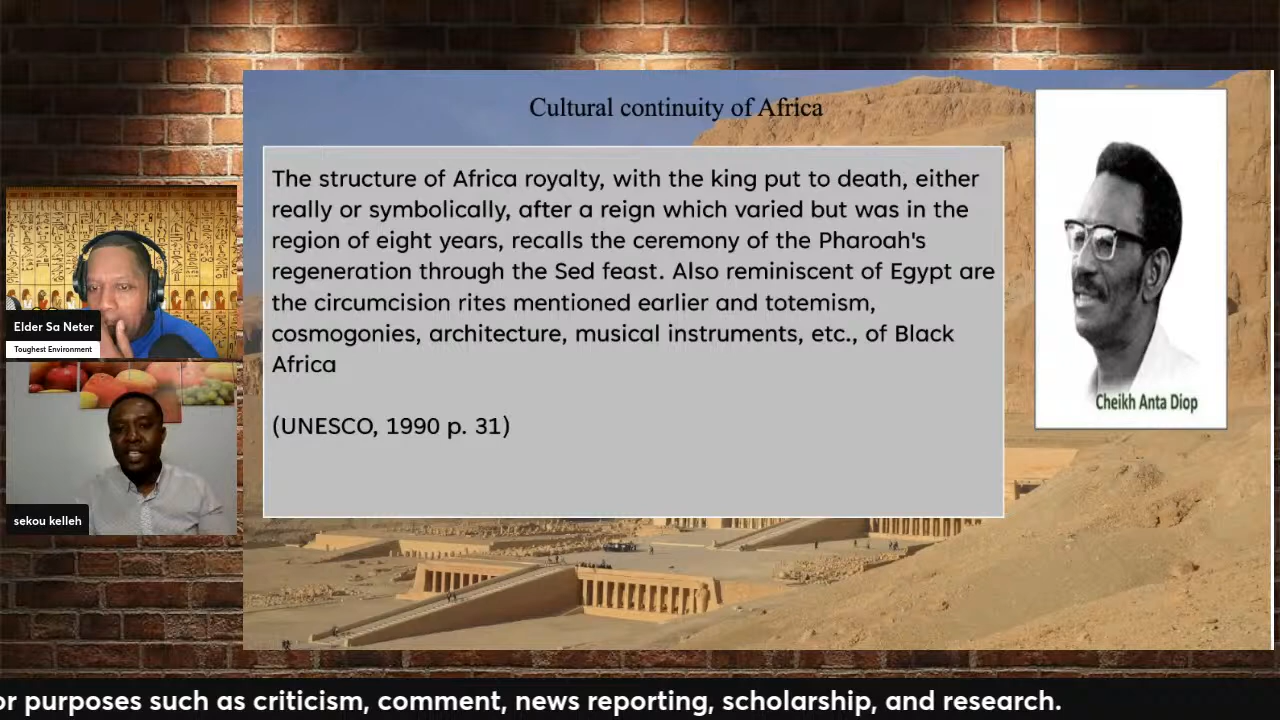 Cultural continuity of Africa
The structure of Africa royalty, with the king put to death, either
really or symbolically, after a reign which varied but was in the
region of eight years, recalls the ceremony of the Pharoah's
regeneration through the Sed feast. Also reminiscent of Egypt are
the circumcision rites mentioned earlier and totemism,
cosmogonies, architecture, musical instruments, etc., of Black
Africa
(UNESCO, 1990 p. 31)
Cheikh Anta Diop
Elder Sa Neter
Toughest Environment
sekou kelleh
or purposes such as criticism, comment, news reporting, scholarship, and research.